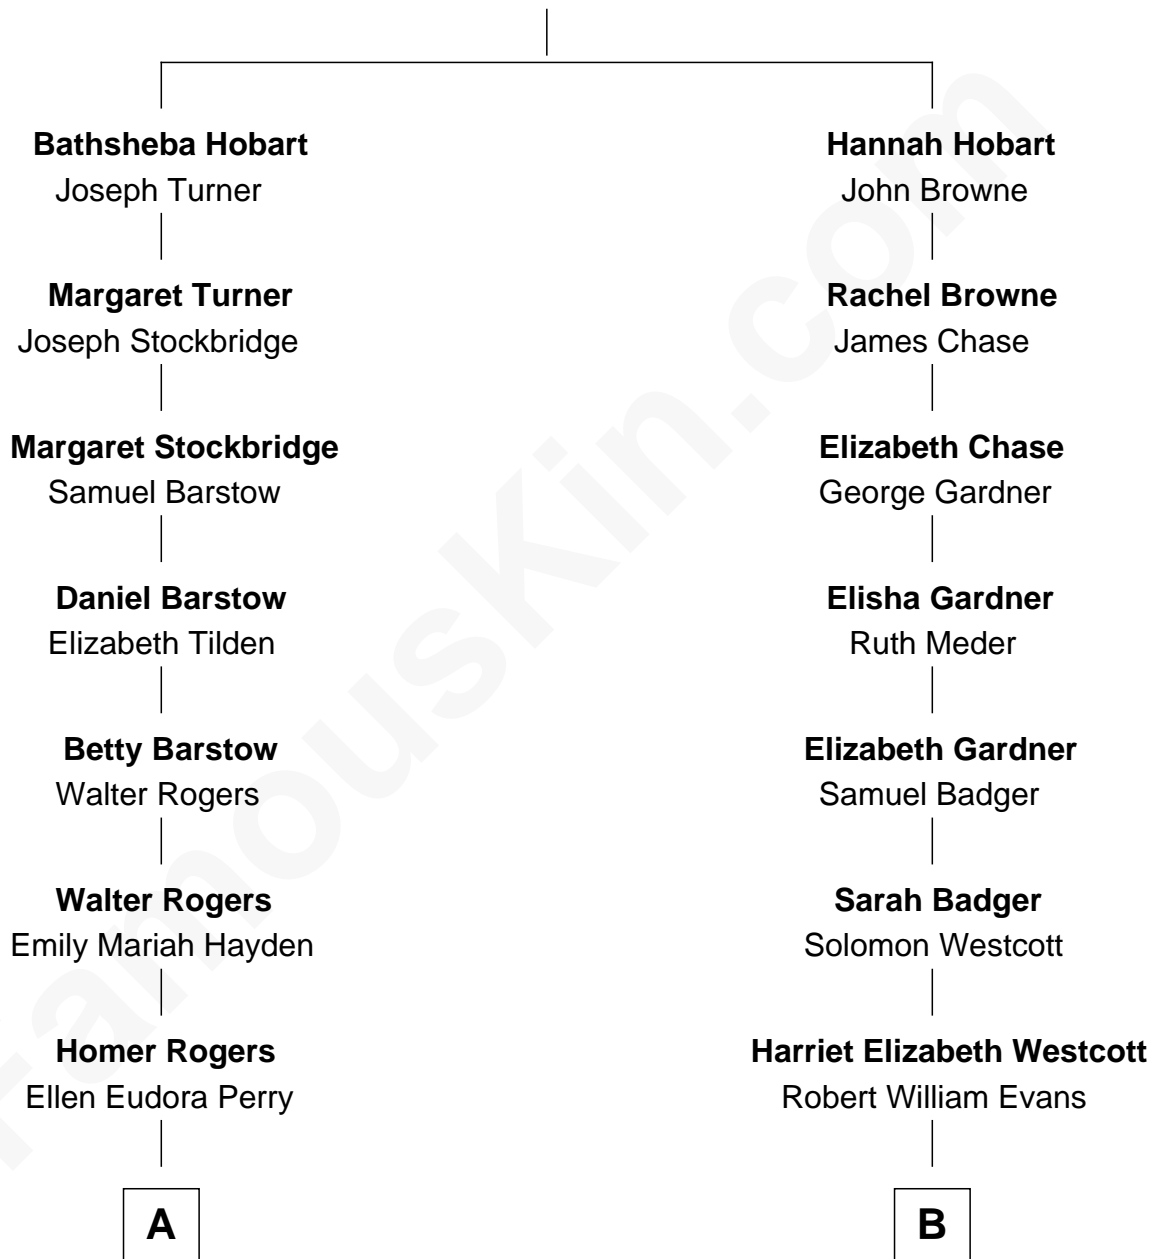 Bathsheba Hobart
Joseph Turner
Margaret Turner
Joseph Stockbridge
Margaret Stockbridge
Samuel Barstow
Daniel Barstow
Elizabeth Tilden
Betty Barstow
Walter Rogers
Walter Rogers
Emily Mariah Hayden
Homer Rogers
Ellen Eudora Perry
A
Hannah Hobart
John Browne
Rachel Browne
James Chase
Elizabeth Chase
George Gardner
Elisha Gardner
Ruth Meder
Elizabeth Gardner
Samuel Badger
Sarah Badger
Solomon Westcott
Harriet Elizabeth Westcott
Robert William Evans
B
FamousKin.com